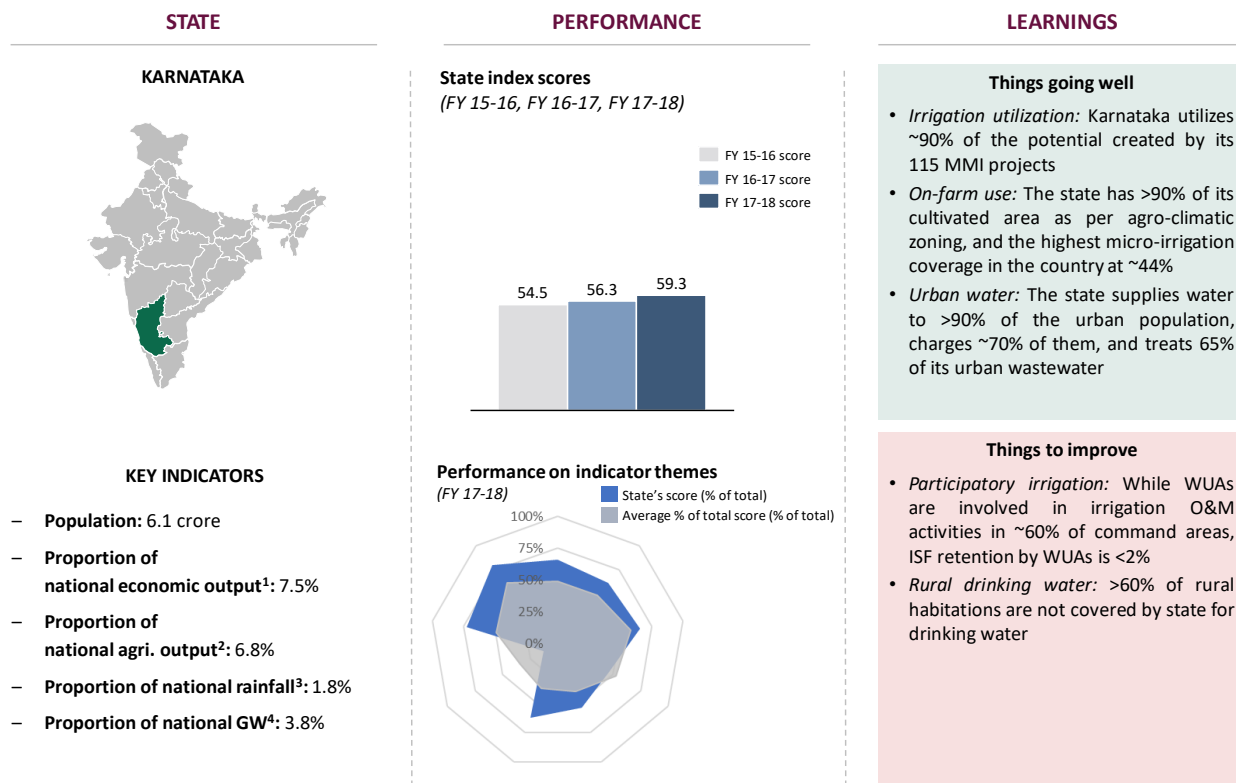 STATE
KARNATAKA
KEY INDICATORS
– Population: 6.1 crore
– Proportion of
national economic output¹: 7.5%
– Proportion of
national agri. output²: 6.8%
– Proportion of national rainfall³: 1.8%
– Proportion of national GW⁴: 3.8%
PERFORMANCE
State index scores
(FY 15-16, FY 16-17, FY 17-18)
FY 15-16 score
FY 16-17 score
FY 17-18 score
54.5
56.3
59.3
Performance on indicator themes
(FY 17-18)
State's score (% of total)
Average % of total score (% of total)
100%
75%
50%
25%
0%
LEARNINGS
Things going well
• Irrigation utilization: Karnataka utilizes
~90% of the potential created by its
115 MMI projects
• On-farm use: The state has >90% of its
cultivated area as per agro-climatic
zoning, and the highest micro-irrigation
coverage in the country at ~44%
• Urban water: The state supplies water
to >90% of the urban population,
charges ~70% of them, and treats 65%
of its urban wastewater
Things to improve
• Participatory irrigation: While WUAs
are involved in irrigation O&M
activities in ~60% of command areas,
ISF retention by WUAs is <2%
• Rural drinking water: >60% of rural
habitations are not covered by state for
drinking water